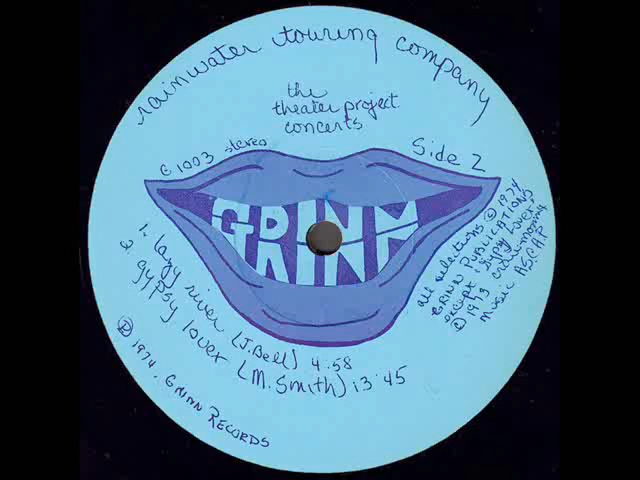 rainwater touring company
the
theater project
concerts
G 1003 stereo
Side 2
GRINN
1. lazy river (J. Bell) 4:58
2. gypsy lover (M. Smith) 13:45
all selections © 1974
GRINN PUBLICATIONS
except "gypsy lover"
© 1973
music ASCAP
Ⓟ 1974. GRINN RECORDS